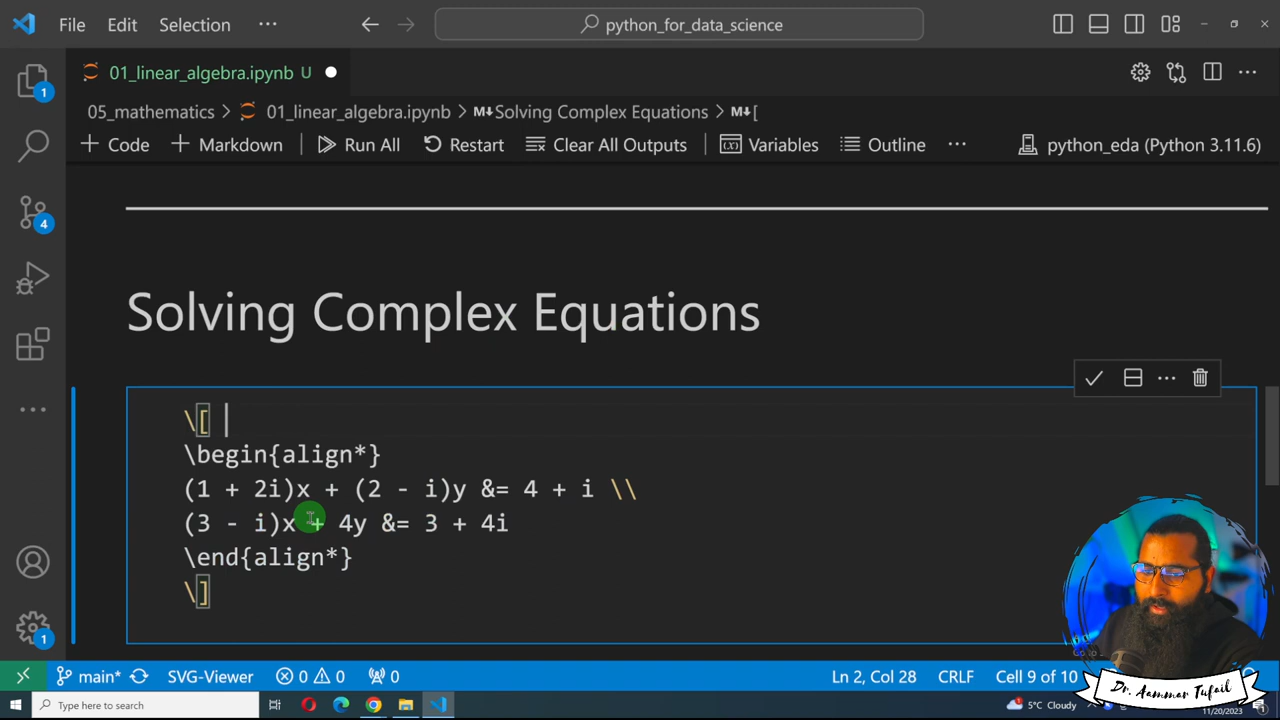 File Edit Selection ··· python_for_data_science
01_linear_algebra.ipynb U
05_mathematics > 01_linear_algebra.ipynb > M↓Solving Complex Equations > M↓[
+ Code + Markdown Run All Restart Clear All Outputs Variables Outline ··· python_eda (Python 3.11.6)
Solving Complex Equations
\[
\begin{align*}
(1 + 2i)x + (2 - i)y &= 4 + i \\
(3 - i)x + 4y &= 3 + 4i
\end{align*}
\]
1
4
1
main* SVG-Viewer 0 0 0 Ln 2, Col 28 CRLF Cell 9 of 10
Dr. Aammar Tufail
Type here to search 5°C Cloudy 11/20/2023